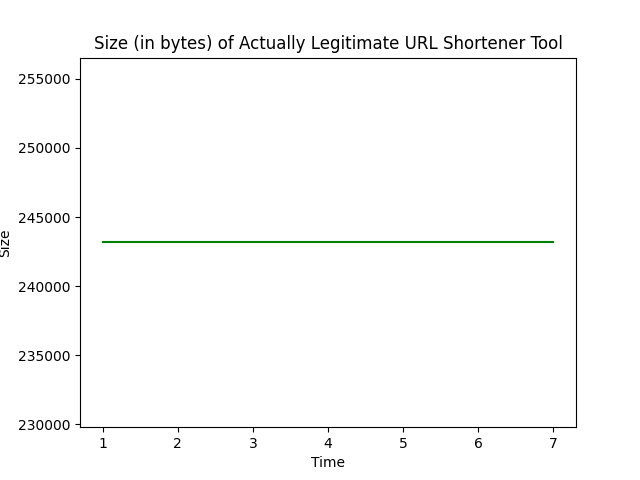 Size (in bytes) of Actually Legitimate URL Shortener Tool
255000
250000
245000
240000
235000
230000
Size
1 2 3 4 5 6 7
Time